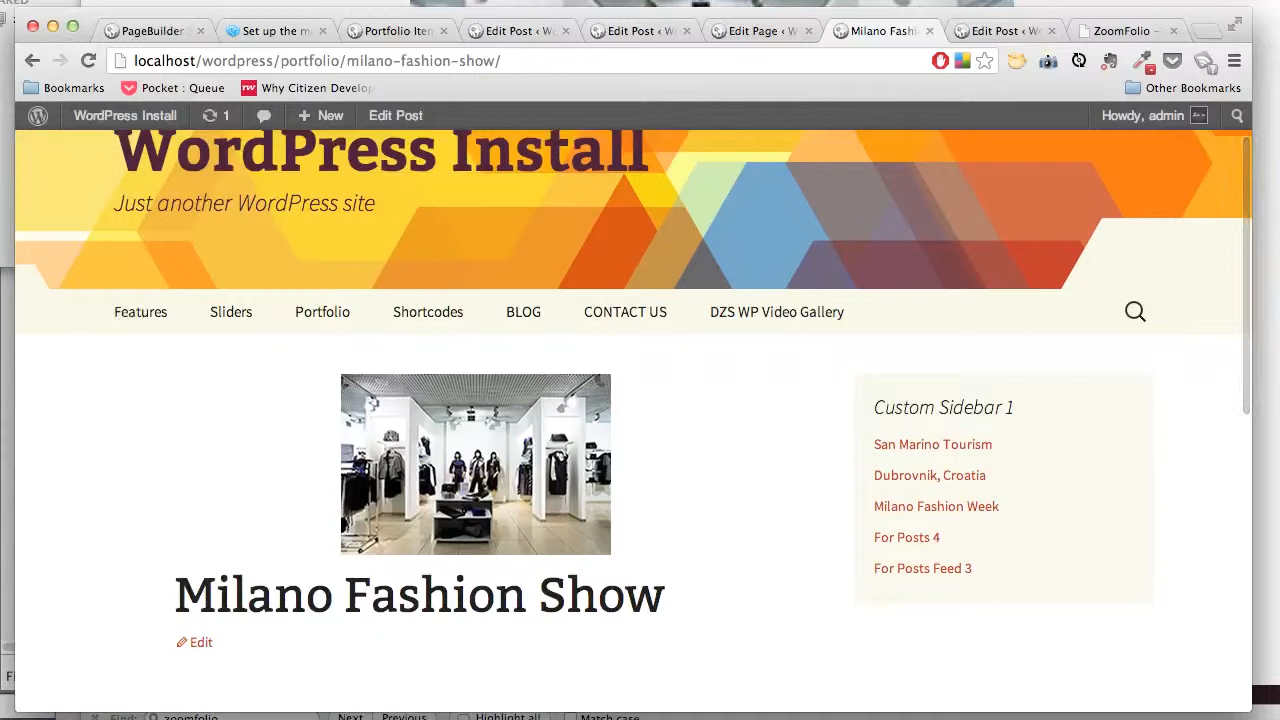 PageBuilder
Set up the m
Portfolio Iter
Edit Post ‹ W
Edit Post ‹ W
Edit Page ‹ W
Milano Fashi
Edit Post ‹ W
ZoomFolio –
localhost/wordpress/portfolio/milano-fashion-show/
Bookmarks
Pocket : Queue
rw
Why Citizen Develop
Other Bookmarks
WordPress Install
1
New
Edit Post
Howdy, admin
WordPress Install
Just another WordPress site
Features
Sliders
Portfolio
Shortcodes
BLOG
CONTACT US
DZS WP Video Gallery
Custom Sidebar 1
San Marino Tourism
Dubrovnik, Croatia
Milano Fashion Week
For Posts 4
For Posts Feed 3
Milano Fashion Show
Edit
Find:
zoomfolio
Next
Previous
Highlight all
Match case